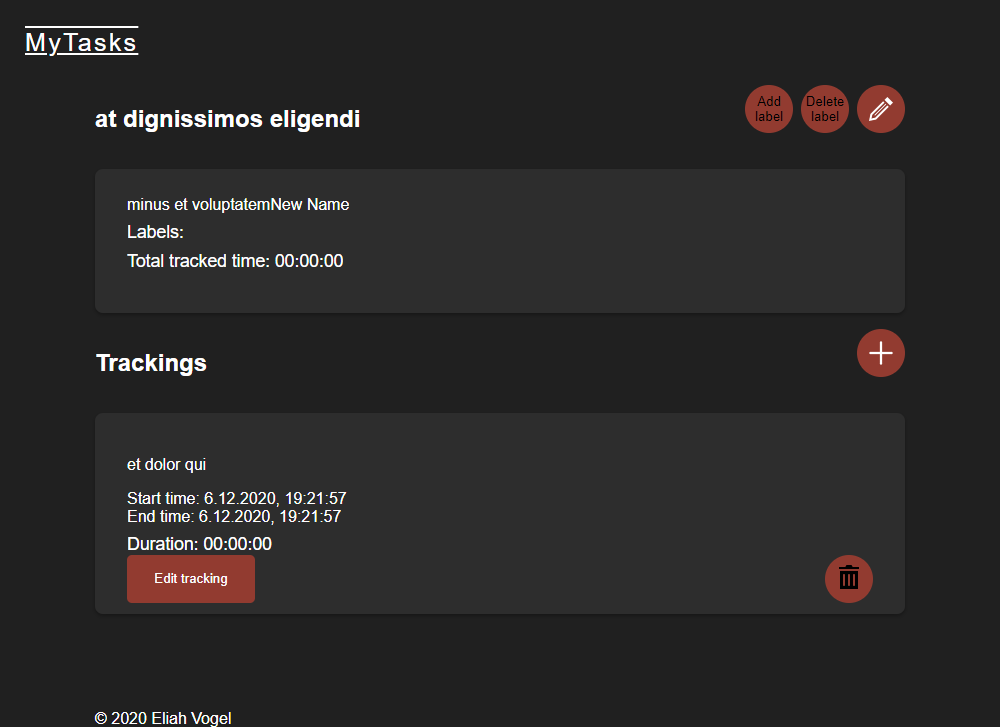 MyTasks
at dignissimos eligendi
Add
label
Delete
label
minus et voluptatemNew Name
Labels:
Total tracked time: 00:00:00
Trackings
et dolor qui
Start time: 6.12.2020, 19:21:57
End time: 6.12.2020, 19:21:57
Duration: 00:00:00
Edit tracking
© 2020 Eliah Vogel